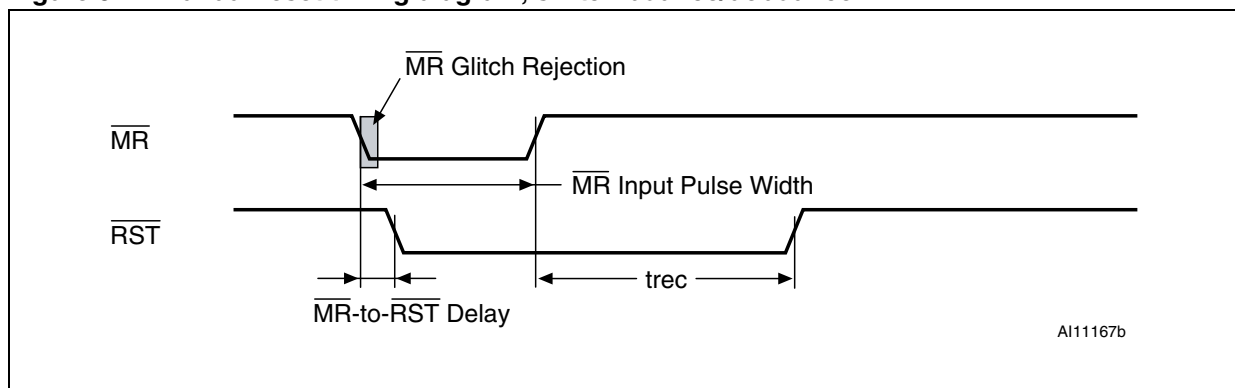 MR Glitch Rejection
MR
MR Input Pulse Width
RST
trec
MR-to-RST Delay
AI11167b